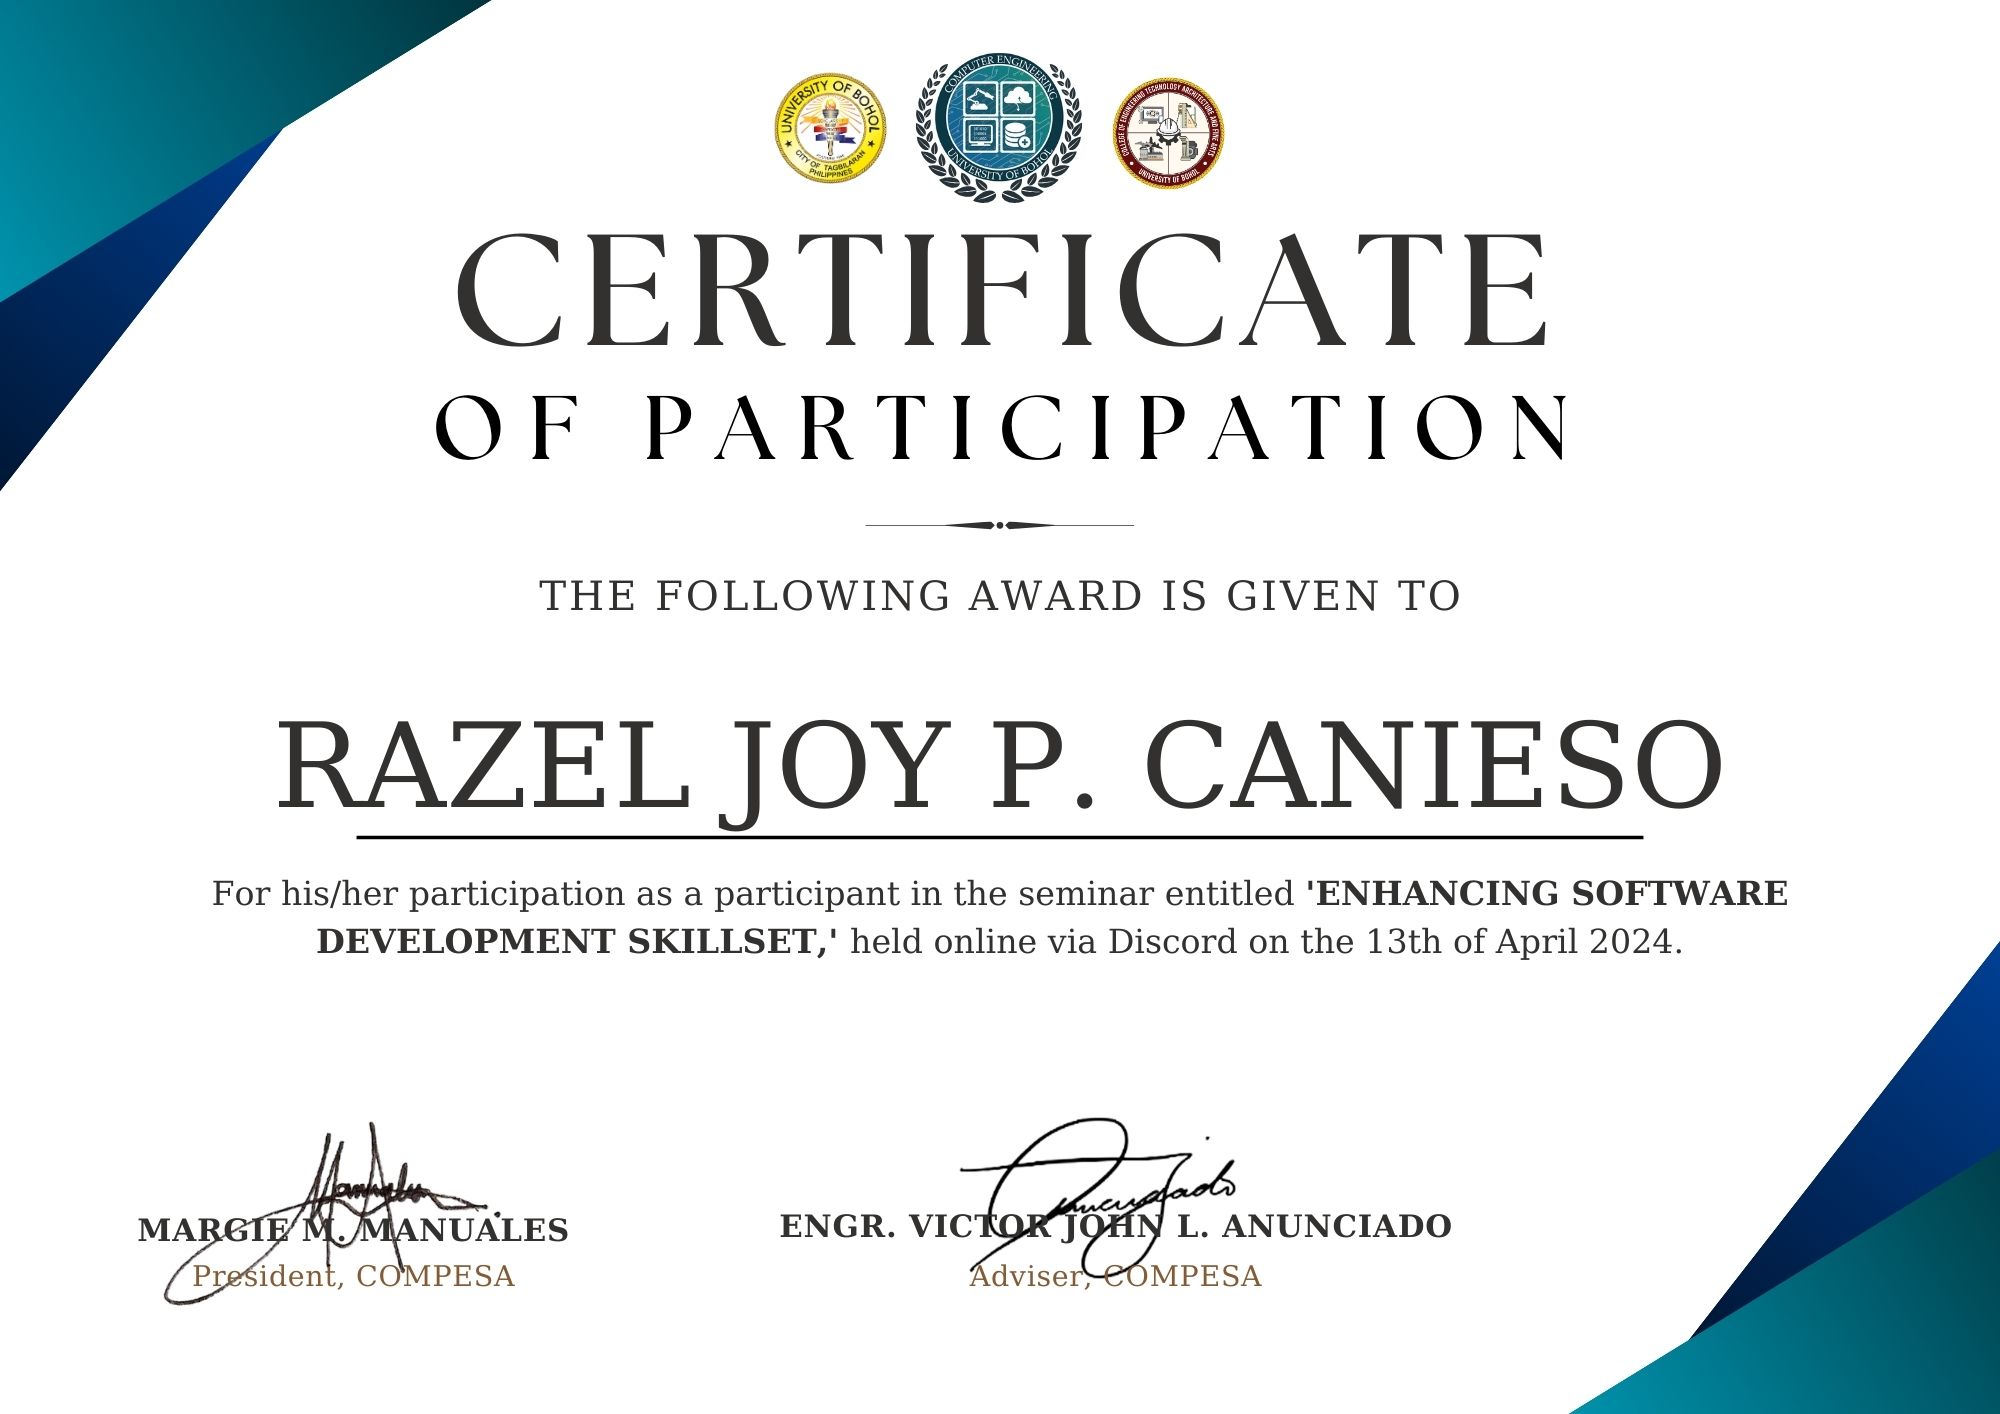 UNIVERSITY OF BOHOL
CITY OF TAGBILARAN
PHILIPPINES
COMPUTER ENGINEERING
UNIVERSITY OF BOHOL
COLLEGE OF ENGINEERING TECHNOLOGY ARCHITECTURE AND FINE ARTS
UNIVERSITY OF BOHOL
CERTIFICATE
OF PARTICIPATION
THE FOLLOWING AWARD IS GIVEN TO
RAZEL JOY P. CANIESO
For his/her participation as a participant in the seminar entitled 'ENHANCING SOFTWARE
DEVELOPMENT SKILLSET,' held online via Discord on the 13th of April 2024.
MARGIE M. MANUALES
President, COMPESA
ENGR. VICTOR JOHN L. ANUNCIADO
Adviser, COMPESA